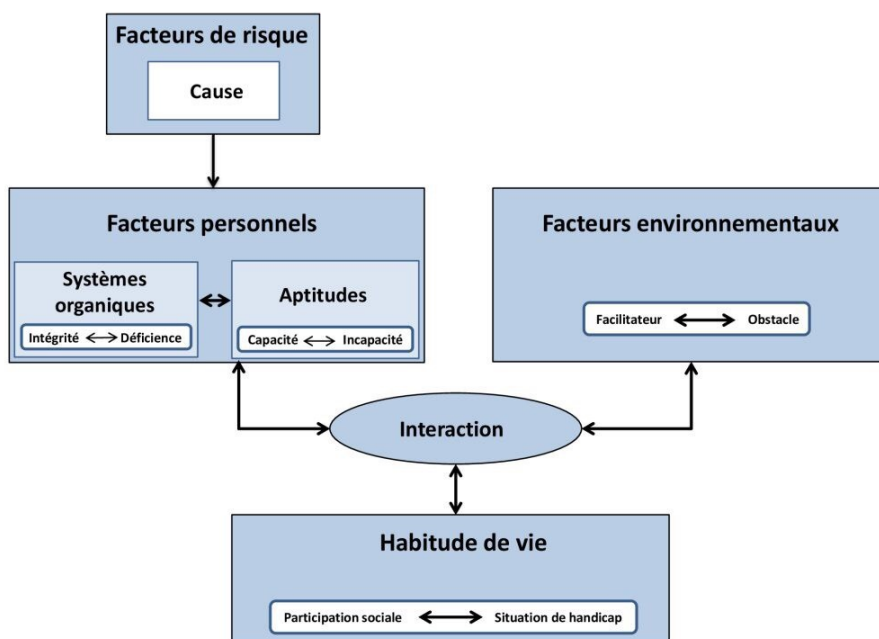 Facteurs de risque
Cause
Facteurs personnels
Systèmes
organiques
Intégrité Déficience
Aptitudes
Capacité Incapacité
Facteurs environnementaux
Facilitateur Obstacle
Interaction
Habitude de vie
Participation sociale Situation de handicap